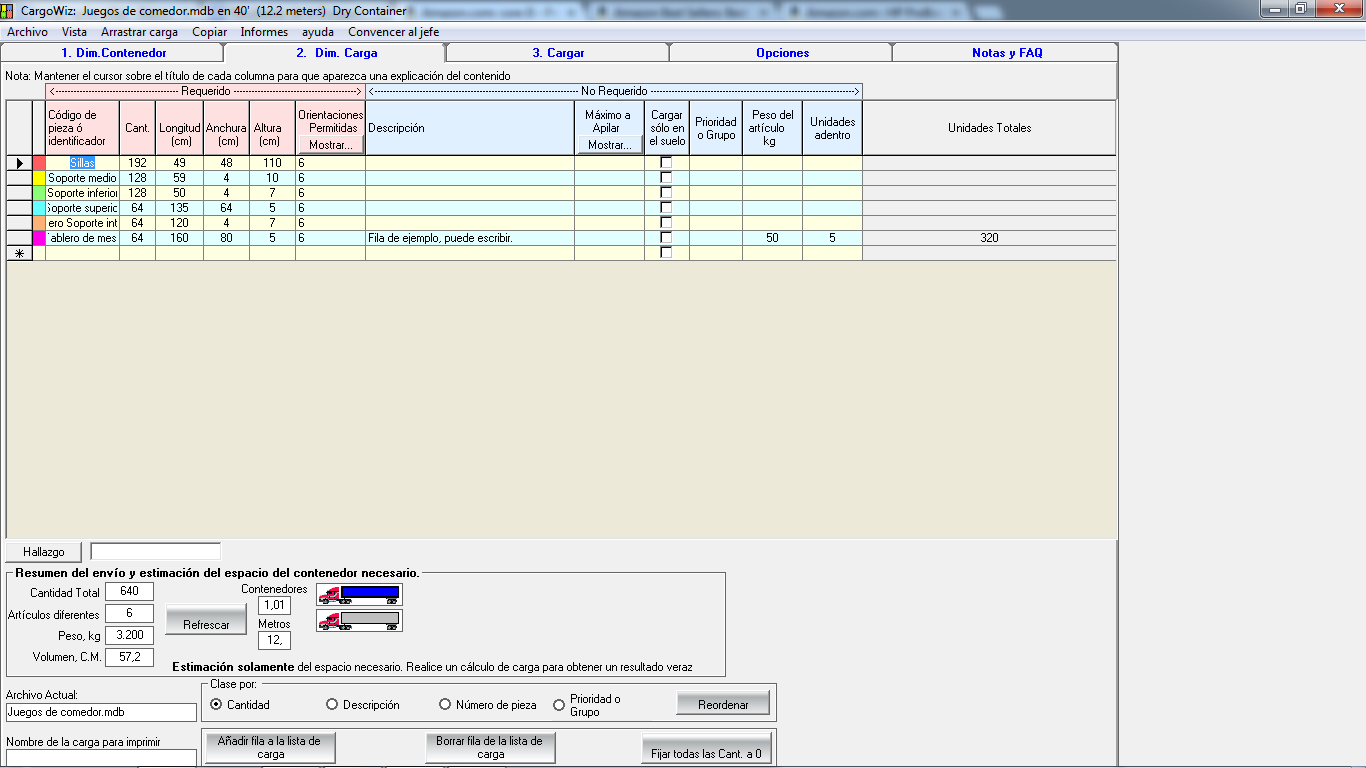 CargoWiz: Juegos de comedor.mdb en 40' (12.2 meters) Dry Container
Archivo Vista Arrastrar carga Copiar Informes ayuda Convencer al jefe
1. Dim.Contenedor 2. Dim. Carga 3. Cargar Opciones Notas y FAQ
Nota: Mantener el cursor sobre el título de cada columna para que aparezca una explicación del contenido
<------ Requerido ------> <------ No Requerido ------>
Código de pieza ó identificador Cant. Longitud (cm) Anchura (cm) Altura (cm) Orientaciones Permitidas Mostrar... Descripción Máximo a Apilar Mostrar... Cargar sólo en el suelo Prioridad o Grupo Peso del artículo kg Unidades adentro Unidades Totales
Sillas 192 49 48 110 6
Soporte medio 128 59 4 10 6
Soporte inferior 128 50 4 7 6
Soporte superic 64 135 64 5 6
ero Soporte int 64 120 4 7 6
ablero de mes 64 160 80 5 6 Fila de ejemplo, puede escribir. 50 5 320
Hallazgo
Resumen del envío y estimación del espacio del contenedor necesario.
Cantidad Total 640
Artículos diferentes 6
Peso, kg 3.200
Volumen, C.M. 57,2
Refrescar
Contenedores
1,01
Metros
12,
Estimación solamente del espacio necesario. Realice un cálculo de carga para obtener un resultado veraz
Archivo Actual:
Juegos de comedor.mdb
Clase por:
Cantidad Descripción Número de pieza Prioridad o Grupo Reordenar
Nombre de la carga para imprimir
Añadir fila a la lista de carga
Borrar fila de la lista de carga
Fijar todas las Cant. a 0